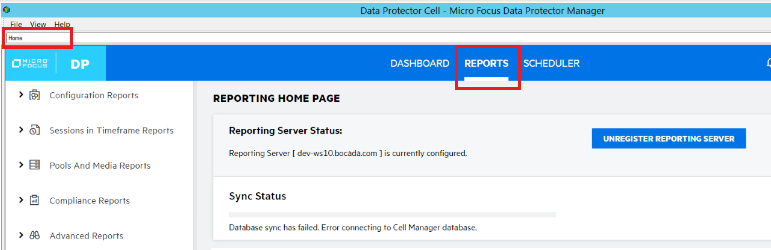 Data Protector Cell - Micro Focus Data Protector Manager
File View Help
Home
MICRO FOCUS DP DASHBOARD REPORTS SCHEDULER
Configuration Reports
Sessions in Timeframe Reports
Pools And Media Reports
Compliance Reports
Advanced Reports
REPORTING HOME PAGE
Reporting Server Status:
UNREGISTER REPORTING SERVER
Reporting Server [ dev-ws10.bocada.com ] is currently configured.
Sync Status
Database sync has failed. Error connecting to Cell Manager database.